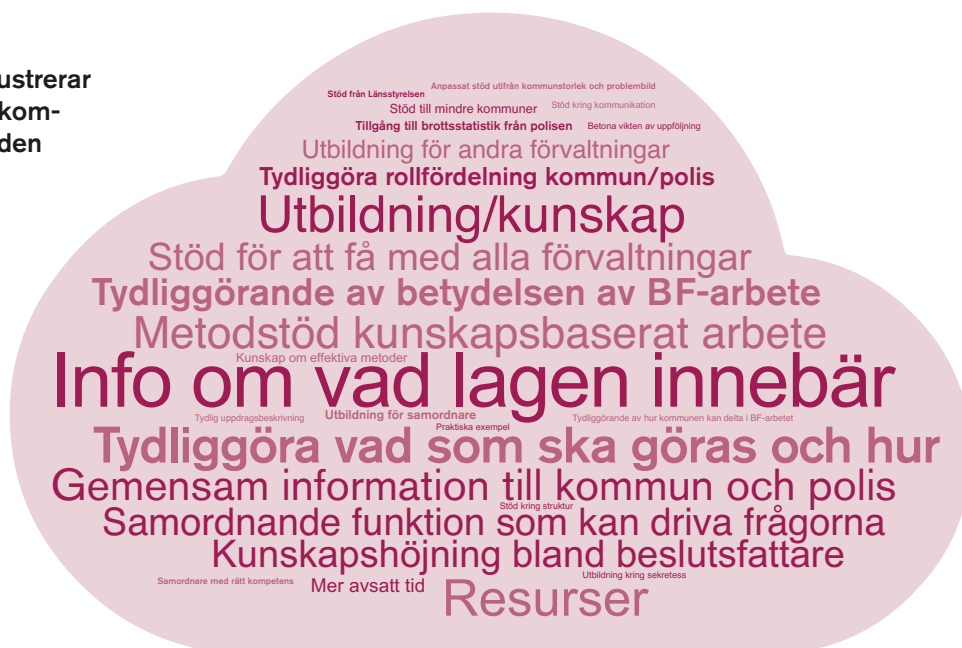 ustrerar
kom-
den
Anpassat stöd utifrån kommunstorlek och problembild
Stöd från Länsstyrelsen
Stöd till mindre kommuner
Stöd kring kommunikation
Tillgång till brottsstatistik från polisen
Betona vikten av uppföljning
Utbildning för andra förvaltningar
Tydliggöra rollfördelning kommun/polis
Utbildning/kunskap
Stöd för att få med alla förvaltningar
Tydliggörande av betydelsen av BF-arbete
Metodstöd kunskapsbaserat arbete
Kunskap om effektiva metoder
Info om vad lagen innebär
Tydlig uppdragsbeskrivning
Utbildning för samordnare
Tydliggörande av hur kommunen kan delta i BF-arbetet
Praktiska exempel
Tydliggöra vad som ska göras och hur
Gemensam information till kommun och polis
Stöd kring struktur
Samordnande funktion som kan driva frågorna
Kunskapshöjning bland beslutsfattare
Utbildning kring sekretess
Samordnare med rätt kompetens
Mer avsatt tid
Resurser